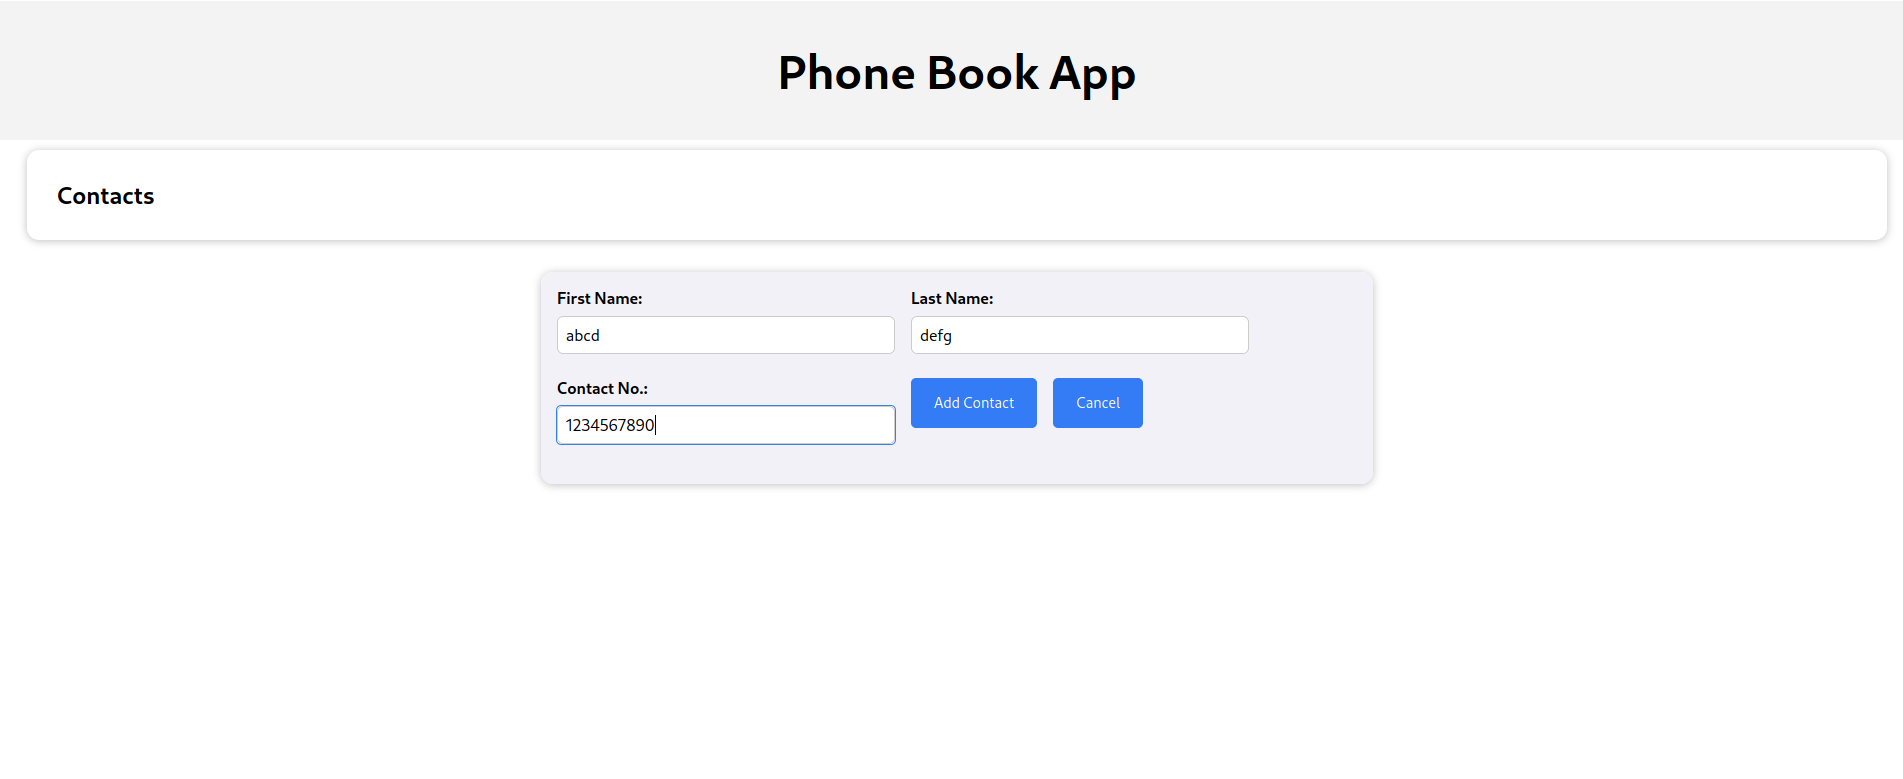 Phone Book App
Contacts
First Name:
Last Name:
abcd
defg
Contact No.:
Add Contact
Cancel
1234567890